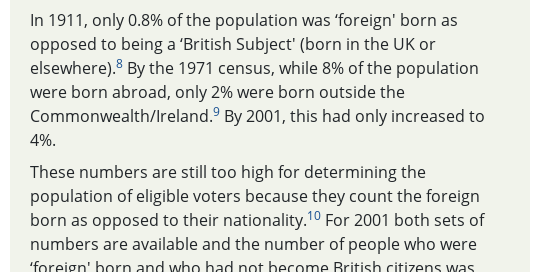 In 1911, only 0.8% of the population was ‘foreign' born as
opposed to being a ‘British Subject' (born in the UK or
elsewhere).8 By the 1971 census, while 8% of the population
were born abroad, only 2% were born outside the
Commonwealth/Ireland.9 By 2001, this had only increased to
4%.
These numbers are still too high for determining the
population of eligible voters because they count the foreign
born as opposed to their nationality.10 For 2001 both sets of
numbers are available and the number of people who were
‘foreign' born and who had not become British citizens was